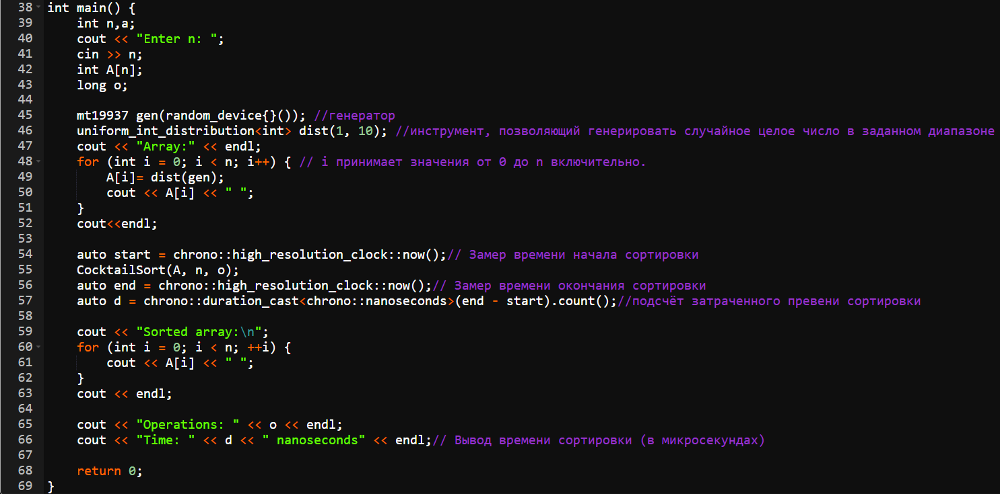 38 int main() {
39     int n,a;
40     cout << "Enter n: ";
41     cin >> n;
42     int A[n];
43     long o;
44
45     mt19937 gen(random_device{}()); //генератор
46     uniform_int_distribution<int> dist(1, 10); //инструмент, позволяющий генерировать случайное целое число в заданном диапазоне
47     cout << "Array:" << endl;
48     for (int i = 0; i < n; i++) { // i принимает значения от 0 до n включительно.
49         A[i]= dist(gen);
50         cout << A[i] << " ";
51     }
52     cout<<endl;
53
54     auto start = chrono::high_resolution_clock::now();// Замер времени начала сортировки
55     CocktailSort(A, n, o);
56     auto end = chrono::high_resolution_clock::now();// Замер времени окончания сортировки
57     auto d = chrono::duration_cast<chrono::nanoseconds>(end - start).count();//подсчёт затраченного превени сортировки
58
59     cout << "Sorted array:\n";
60     for (int i = 0; i < n; ++i) {
61         cout << A[i] << " ";
62     }
63     cout << endl;
64
65     cout << "Operations: " << o << endl;
66     cout << "Time: " << d << " nanoseconds" << endl;// Вывод времени сортировки (в микросекундах)
67
68     return 0;
69 }